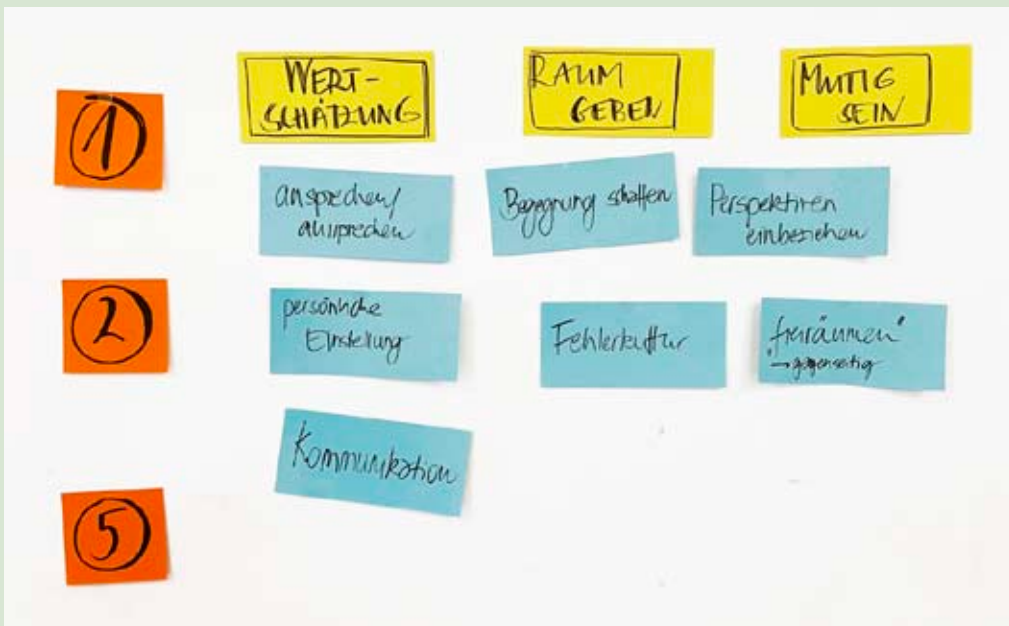 1
WERT-
SCHÄTZUNG
RAUM
GEBEN
MUTIG
SEIN
ansprechen/
aussprechen
Begegnung schaffen
Perspektiven
einbeziehen
2
persönliche
Einstellung
Fehlerkultur
"freiräumen"
→ gegenseitig
Kommunikation
5